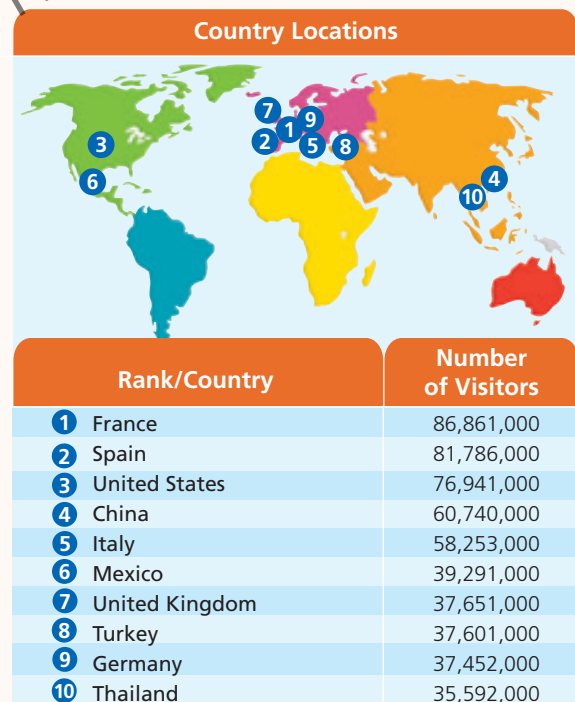 Country Locations
7
9
1
2
5
8
3
6
4
10
Rank/Country Number of Visitors
1 France 86,861,000
2 Spain 81,786,000
3 United States 76,941,000
4 China 60,740,000
5 Italy 58,253,000
6 Mexico 39,291,000
7 United Kingdom 37,651,000
8 Turkey 37,601,000
9 Germany 37,452,000
10 Thailand 35,592,000